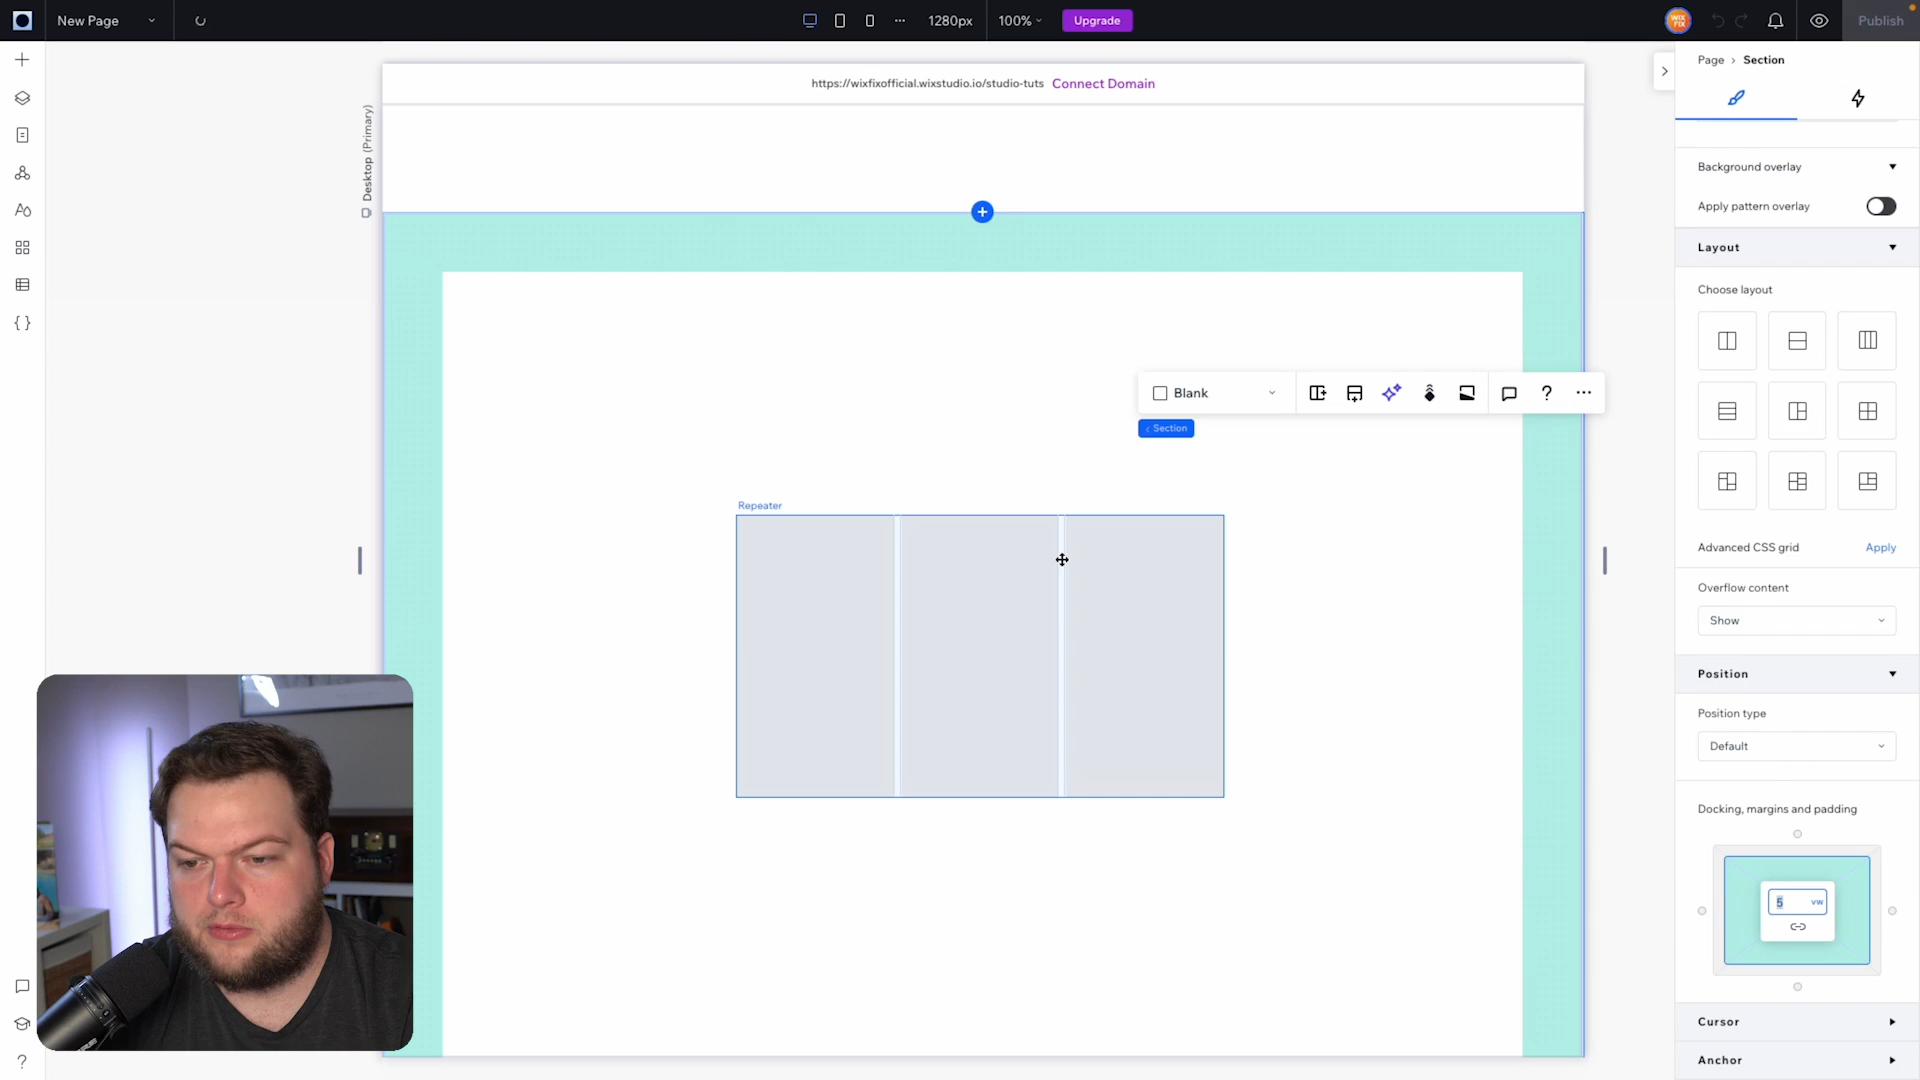 New Page
1280px
100%
Upgrade
WIX
FIX
Publish
Page › Section
https://wixfixofficial.wixstudio.io/studio-tuts Connect Domain
Desktop (Primary)
Background overlay
Apply pattern overlay
Layout
Choose layout
Blank
‹ Section
Repeater
Advanced CSS grid Apply
Overflow content
Show
Position
Position type
Default
Docking, margins and padding
5 vw
Cursor
Anchor